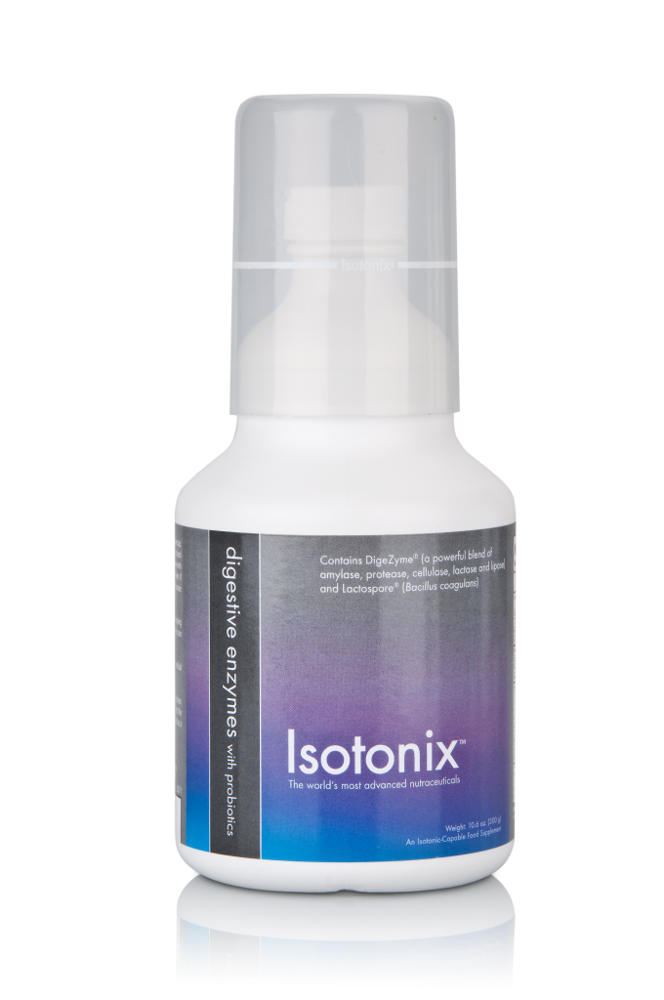 Isotonix
digestive enzymes with probiotics
Contains DigeZyme® (a powerful blend of
amylase, protease, cellulase, lactase and lipase)
and Lactospore® (Bacillus coagulans)
Isotonix™
The world's most advanced nutraceuticals
Weight: 10.6 oz. (300 g)
An Isotonic-Capable Food Supplement